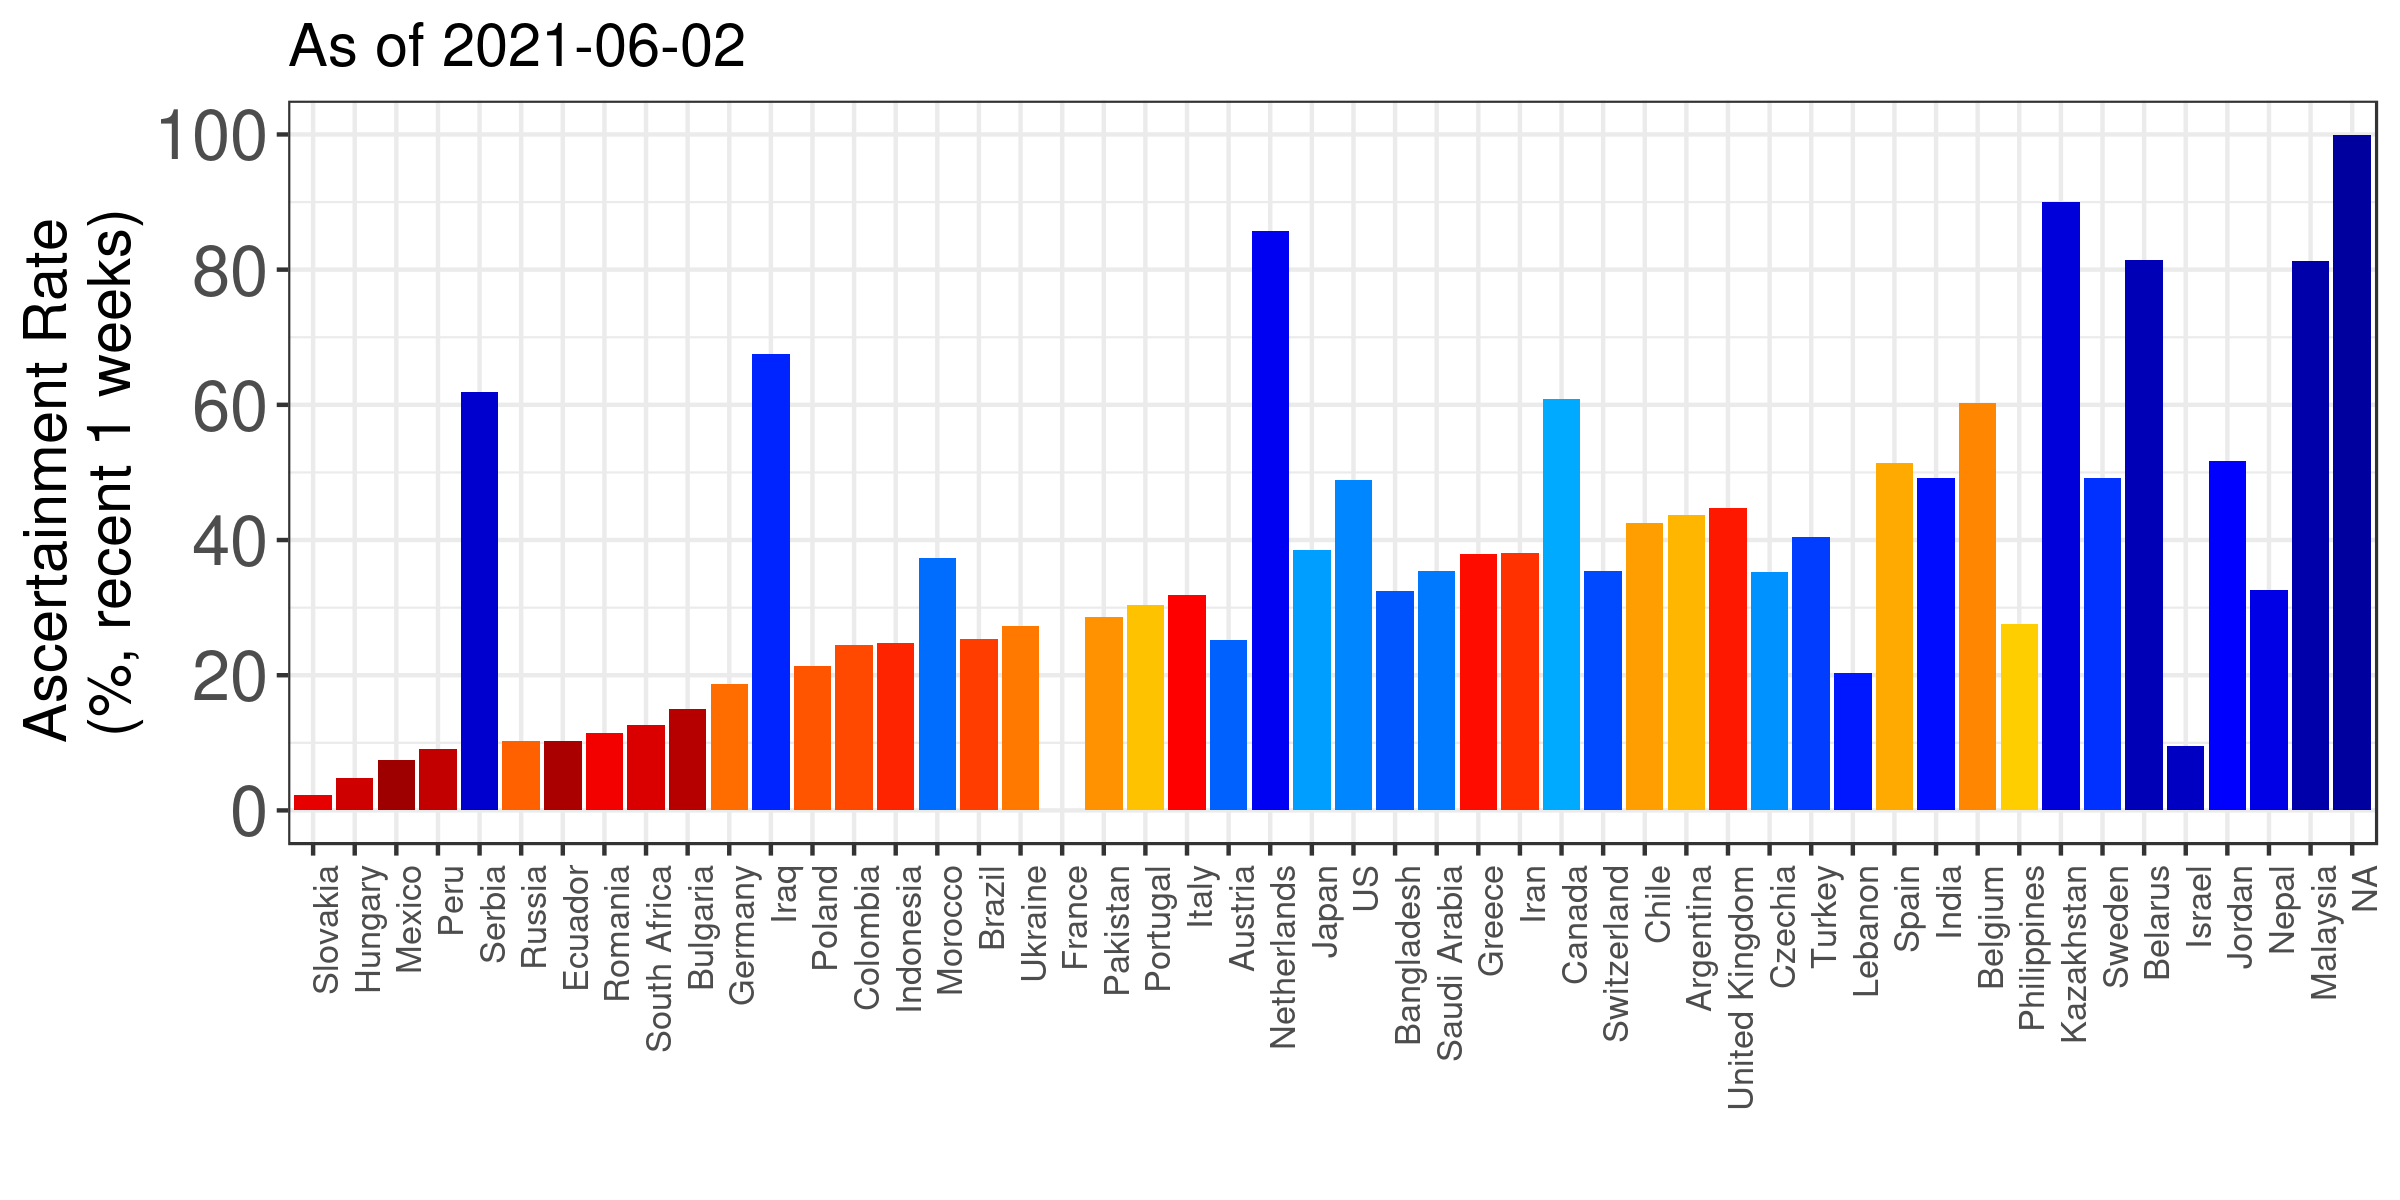 As of 2021-06-02
Ascertainment Rate
(%, recent 1 weeks)
100
80
60
40
20
0
Slovakia
Hungary
Mexico
Peru
Serbia
Russia
Ecuador
Romania
South Africa
Bulgaria
Germany
Iraq
Poland
Colombia
Indonesia
Morocco
Brazil
Ukraine
France
Pakistan
Portugal
Italy
Austria
Netherlands
Japan
US
Bangladesh
Saudi Arabia
Greece
Iran
Canada
Switzerland
Chile
Argentina
United Kingdom
Czechia
Turkey
Lebanon
Spain
India
Belgium
Philippines
Kazakhstan
Sweden
Belarus
Israel
Jordan
Nepal
Malaysia
NA